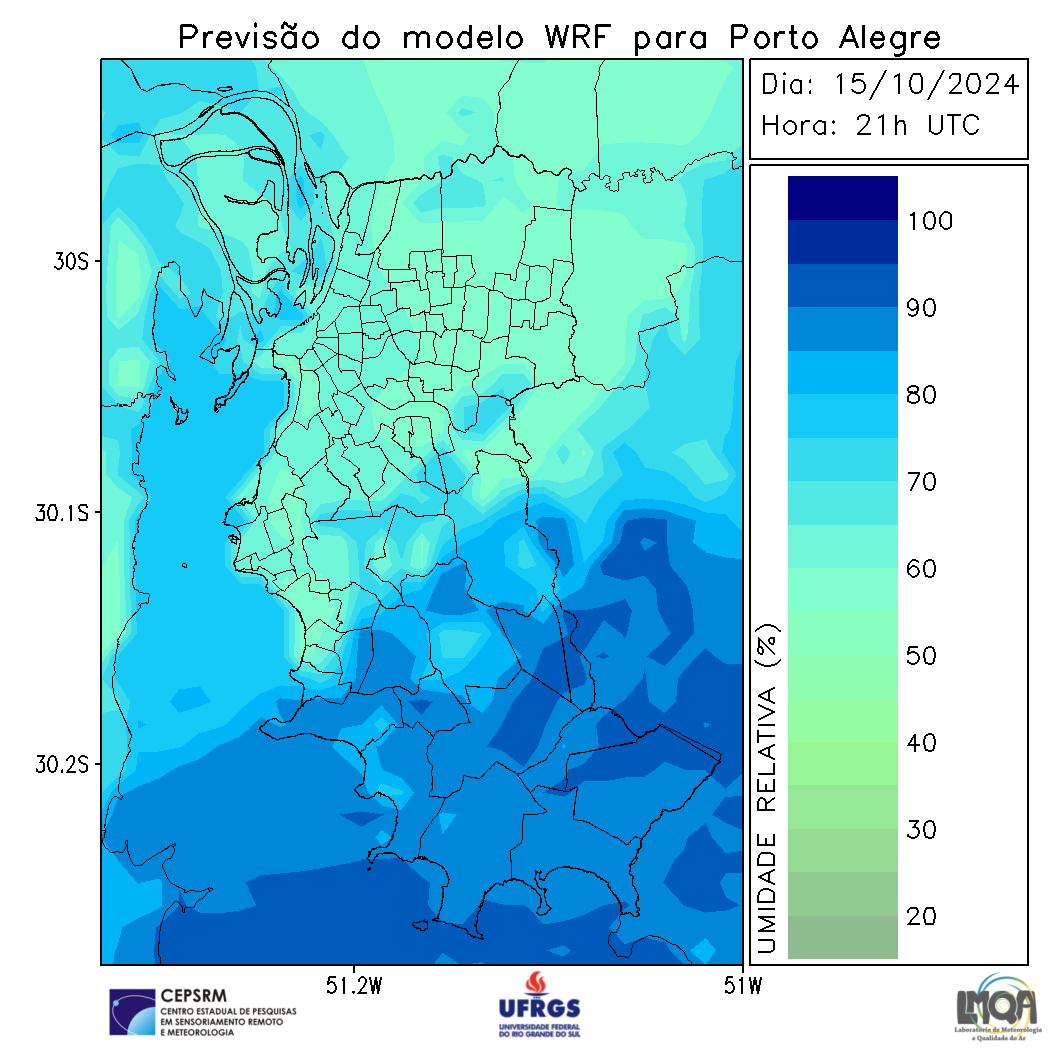 Previsão do modelo WRF para Porto Alegre
Dia: 15/10/2024
Hora: 21h UTC
30S
30.1S
30.2S
51.2W
51W
100
90
80
70
60
50
40
30
20
UMIDADE RELATIVA (%)
CEPSRM
CENTRO ESTADUAL DE PESQUISAS
EM SENSORIAMENTO REMOTO
E METEOROLOGIA
UFRGS
UNIVERSIDADE FEDERAL
DO RIO GRANDE DO SUL
LMQA
Laboratório de Meteorologia
e Qualidade do Ar